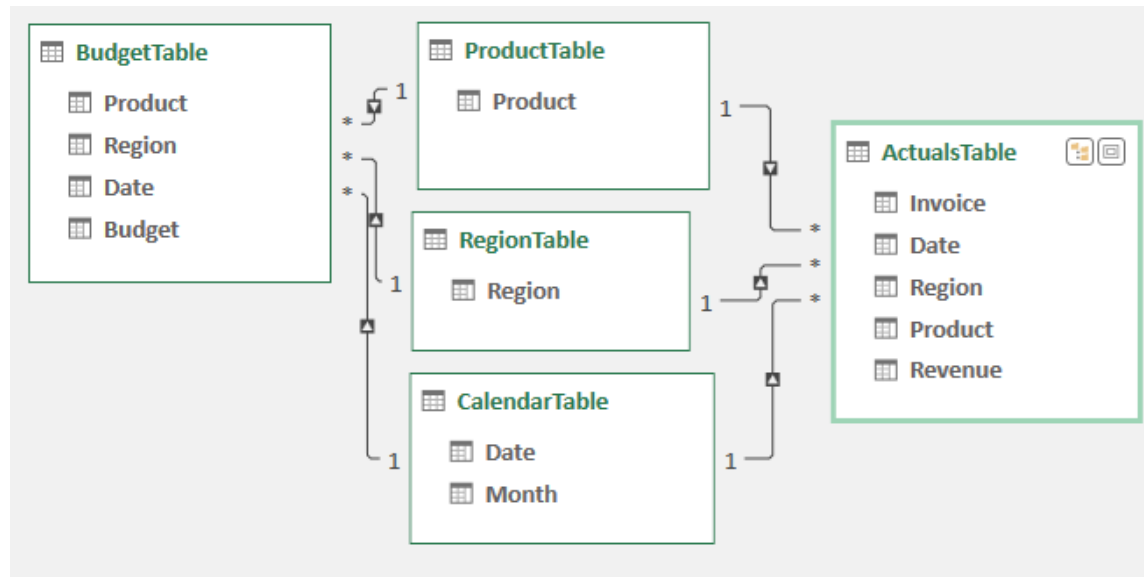 BudgetTable
Product
Region
Date
Budget
*
*
*
1
1
1
ProductTable
Product
RegionTable
Region
CalendarTable
Date
Month
1
1
1
*
*
*
ActualsTable
Invoice
Date
Region
Product
Revenue